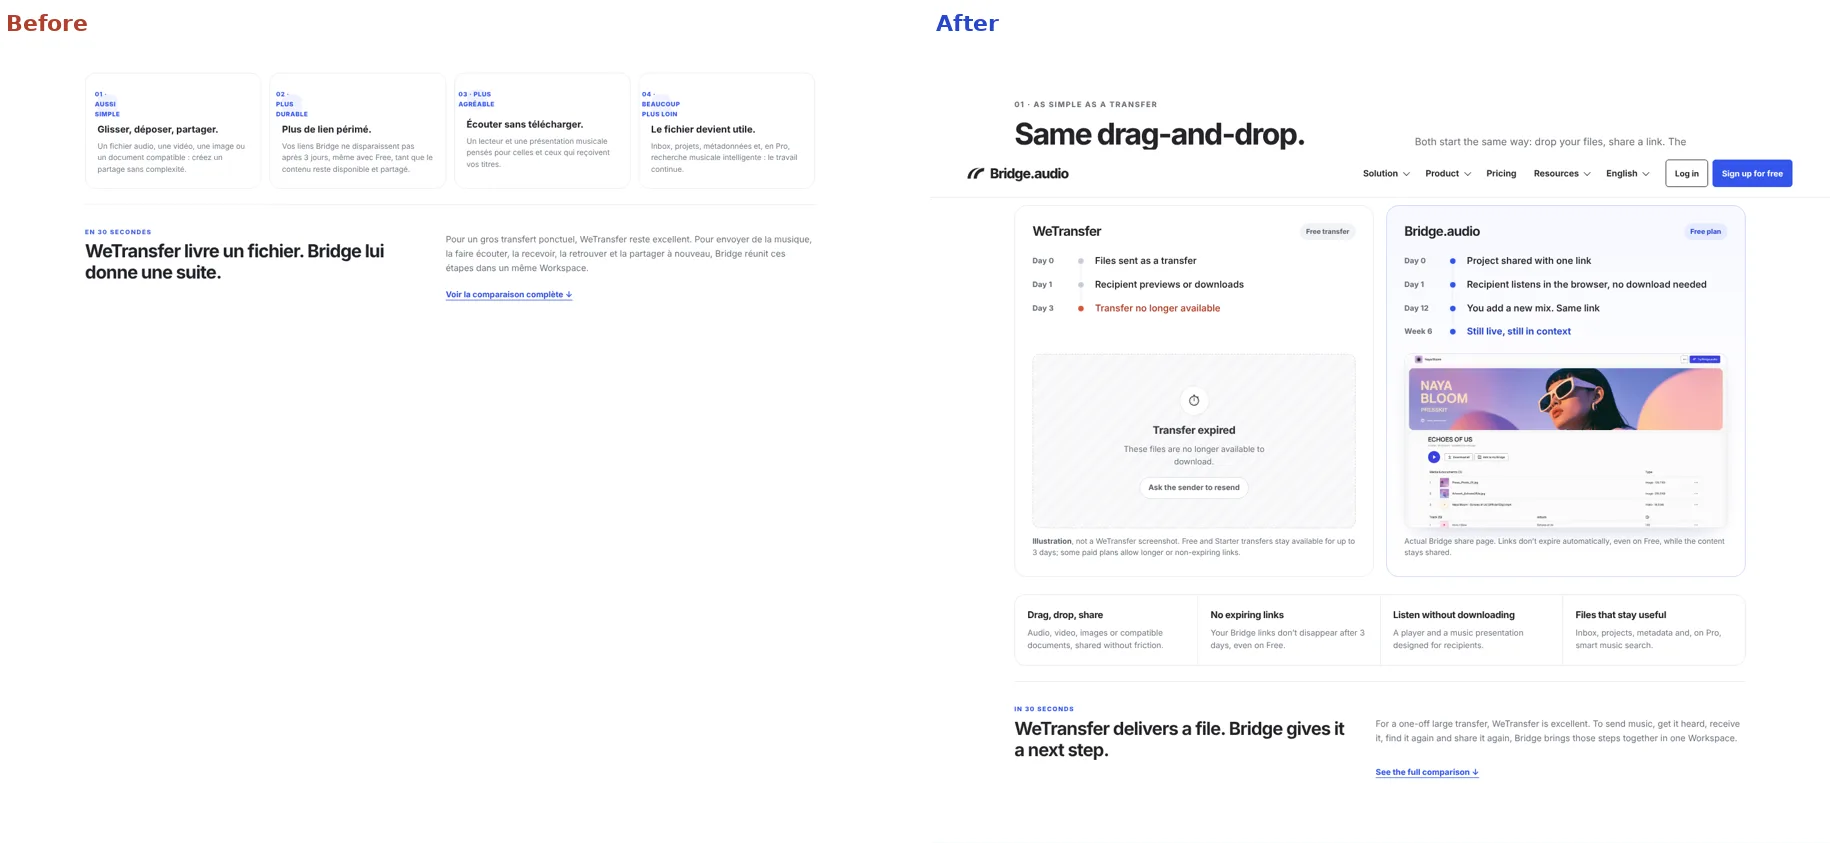 Before
01 ·
AUSSI
SIMPLE
Glisser, déposer, partager.
Un fichier audio, une vidéo, une image ou
un document compatible : créez un
partage sans complexité.
02 ·
PLUS
DURABLE
Plus de lien périmé.
Vos liens Bridge ne disparaissent pas
après 3 jours, même avec Free, tant que le
contenu reste disponible et partagé.
03 · PLUS
AGRÉABLE
Écouter sans télécharger.
Un lecteur et une présentation musicale
pensés pour celles et ceux qui reçoivent
vos titres.
04 ·
BEAUCOUP
PLUS LOIN
Le fichier devient utile.
Inbox, projets, métadonnées et, en Pro,
recherche musicale intelligente : le travail
continue.
EN 30 SECONDES
WeTransfer livre un fichier. Bridge lui
donne une suite.
Pour un gros transfert ponctuel, WeTransfer reste excellent. Pour envoyer de la musique,
la faire écouter, la recevoir, la retrouver et la partager à nouveau, Bridge réunit ces
étapes dans un même Workspace.
Voir la comparaison complète ↓
After
01 · AS SIMPLE AS A TRANSFER
Same drag-and-drop.
Both start the same way: drop your files, share a link. The
Bridge.audio
Solution
Product
Pricing
Resources
English
Log in
Sign up for free
WeTransfer
Free transfer
Day 0 Files sent as a transfer
Day 1 Recipient previews or downloads
Day 3 Transfer no longer available
Transfer expired
These files are no longer available to
download.
Ask the sender to resend
Illustration, not a WeTransfer screenshot. Free and Starter transfers stay available for up to
3 days; some paid plans allow longer or non-expiring links.
Bridge.audio
Free plan
Day 0 Project shared with one link
Day 1 Recipient listens in the browser, no download needed
Day 12 You add a new mix. Same link
Week 6 Still live, still in context
NAYA
BLOOM
PRESSKIT
ECHOES OF US
Actual Bridge share page. Links don't expire automatically, even on Free, while the content
stays shared.
Drag, drop, share
Audio, video, images or compatible
documents, shared without friction.
No expiring links
Your Bridge links don't disappear after 3
days, even on Free.
Listen without downloading
A player and a music presentation
designed for recipients.
Files that stay useful
Inbox, projects, metadata and, on Pro,
smart music search.
IN 30 SECONDS
WeTransfer delivers a file. Bridge gives it
a next step.
For a one-off large transfer, WeTransfer is excellent. To send music, get it heard, receive
it, find it again and share it again, Bridge brings those steps together in one Workspace.
See the full comparison ↓